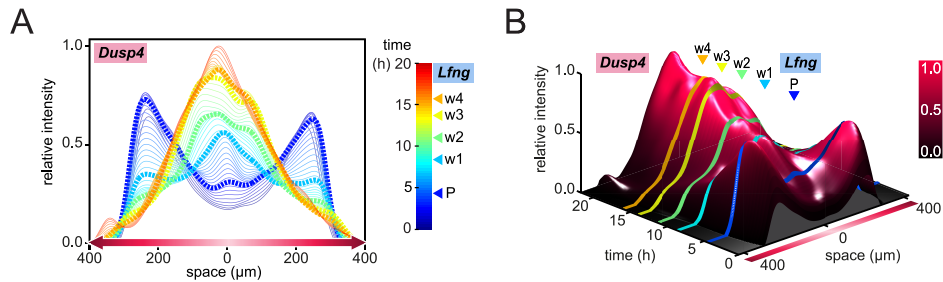 A
Dusp4
time
(h)
Lfng
1.0
0.5
0.0
relative intensity
20
15
10
5
0
w4
w3
w2
w1
P
400
200
0
200
400
space (µm)
B
Dusp4
w4
w3
w2
w1
Lfng
P
1.0
0.5
0.0
relative intensity
20
15
10
5
0
time (h)
400
0
400
space (µm)
1.0
0.0